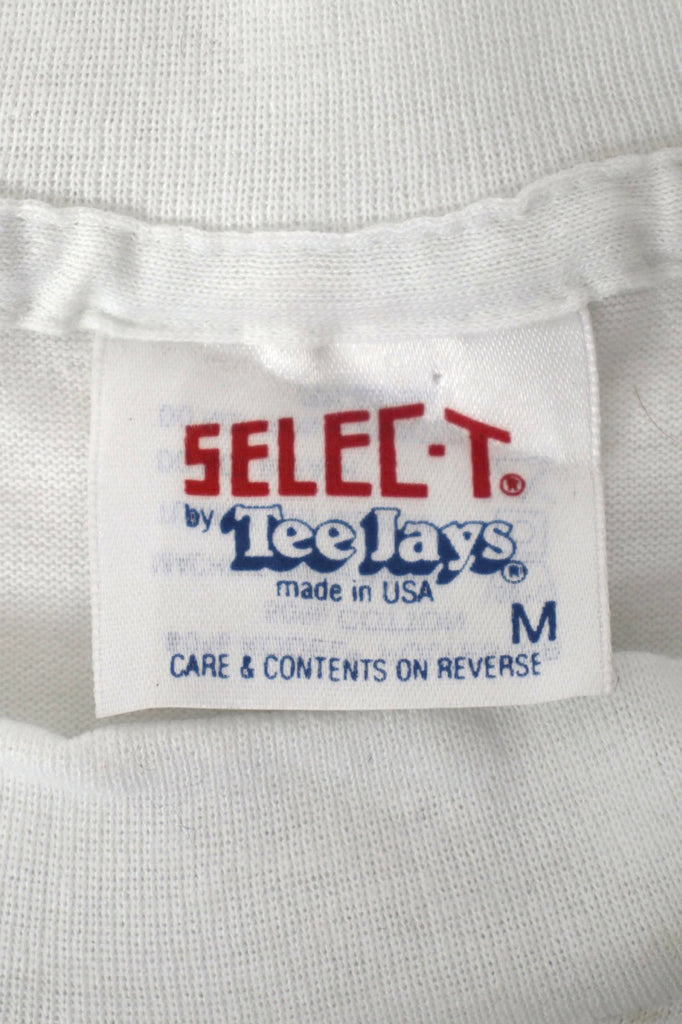 SELEC-T®
by Tee Jays®
made in USA
M
CARE & CONTENTS ON REVERSE